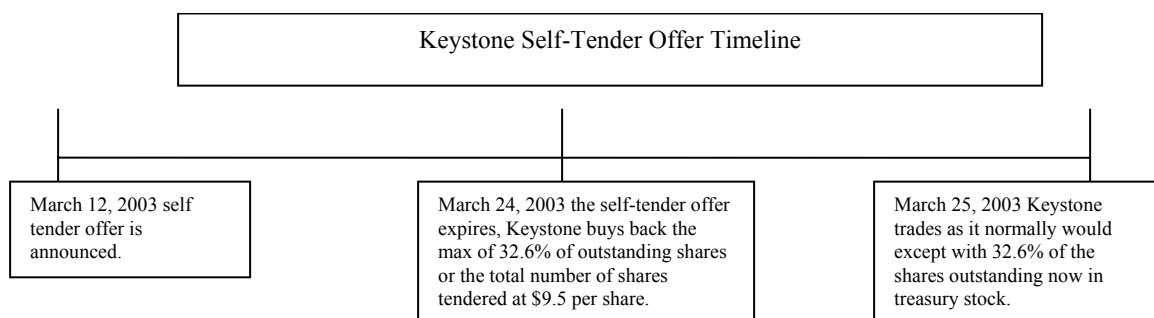 Keystone Self-Tender Offer Timeline
March 12, 2003 self
tender offer is
announced.
March 24, 2003 the self-tender offer
expires, Keystone buys back the
max of 32.6% of outstanding shares
or the total number of shares
tendered at $9.5 per share.
March 25, 2003 Keystone
trades as it normally would
except with 32.6% of the
shares outstanding now in
treasury stock.